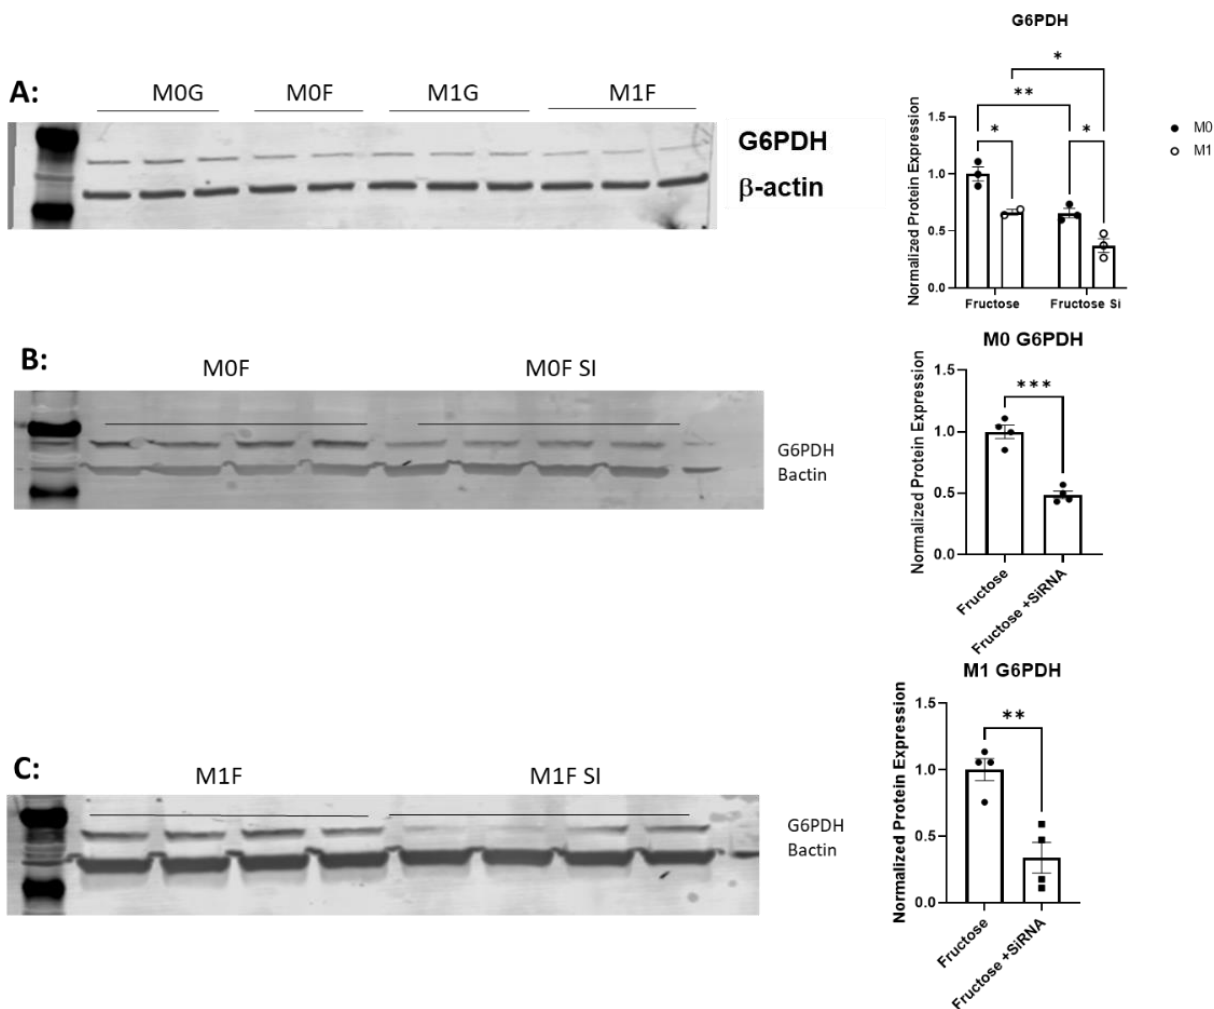 A:
M0G M0F M1G M1F
G6PDH
β-actin
G6PDH
*
**
*
*
Normalized Protein Expression
1.5
1.0
0.5
0.0
Fructose Fructose Si
M0
M1
B:
M0F M0F SI
G6PDH
Bactin
M0 G6PDH
***
Normalized Protein Expression
1.5
1.0
0.5
0.0
Fructose
Fructose +SiRNA
C:
M1F M1F SI
G6PDH
Bactin
M1 G6PDH
**
Normalized Protein Expression
1.5
1.0
0.5
0.0
Fructose
Fructose +SiRNA